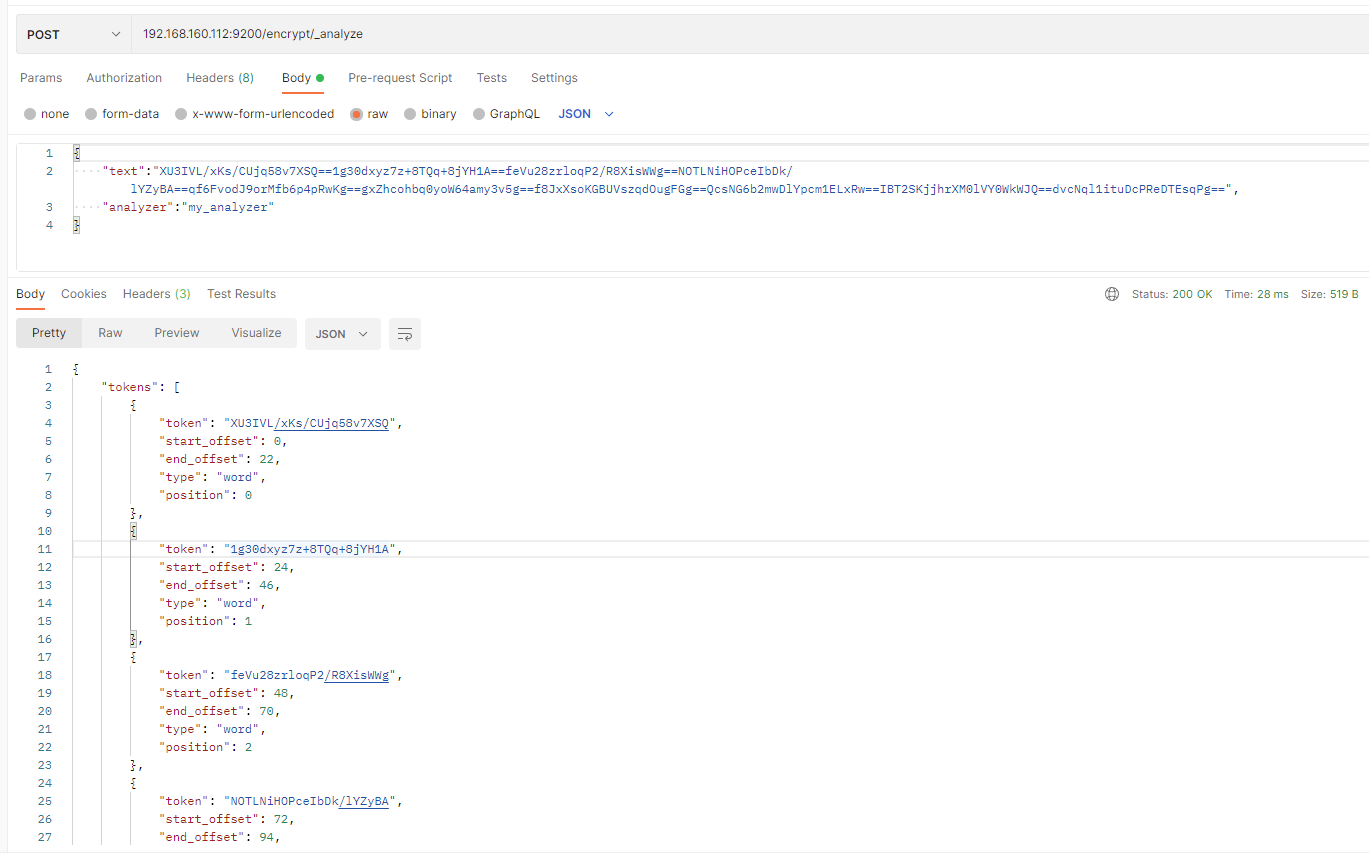 POST 192.168.160.112:9200/encrypt/_analyze
Params Authorization Headers (8) Body Pre-request Script Tests Settings
none form-data x-www-form-urlencoded raw binary GraphQL JSON
1 {
2 "text":"XU3IVL/xKs/CUjq58v7XSQ==1g30dxyz7z+8TQq+8jYH1A==feVu28zrloqP2/R8XisWWg==NOTLNiHOPceIbDk/
lYZyBA==qf6FvodJ9orMfb6p4pRwKg==gxZhcohbq0yoW64amy3v5g==f8JxXsoKGBUVszqdOugFGg==QcsNG6b2mwDlYpcm1ELxRw==IBT2SKjjhrXM0lVY0WkWJQ==dvcNql1ituDcPReDTEsqPg==",
3 "analyzer":"my_analyzer"
4 }
Body Cookies Headers (3) Test Results Status: 200 OK Time: 28 ms Size: 519 B
Pretty Raw Preview Visualize JSON
1 {
2 "tokens": [
3 {
4 "token": "XU3IVL/xKs/CUjq58v7XSQ",
5 "start_offset": 0,
6 "end_offset": 22,
7 "type": "word",
8 "position": 0
9 },
10 {
11 "token": "1g30dxyz7z+8TQq+8jYH1A",
12 "start_offset": 24,
13 "end_offset": 46,
14 "type": "word",
15 "position": 1
16 },
17 {
18 "token": "feVu28zrloqP2/R8XisWWg",
19 "start_offset": 48,
20 "end_offset": 70,
21 "type": "word",
22 "position": 2
23 },
24 {
25 "token": "NOTLNiHOPceIbDk/lYZyBA",
26 "start_offset": 72,
27 "end_offset": 94,